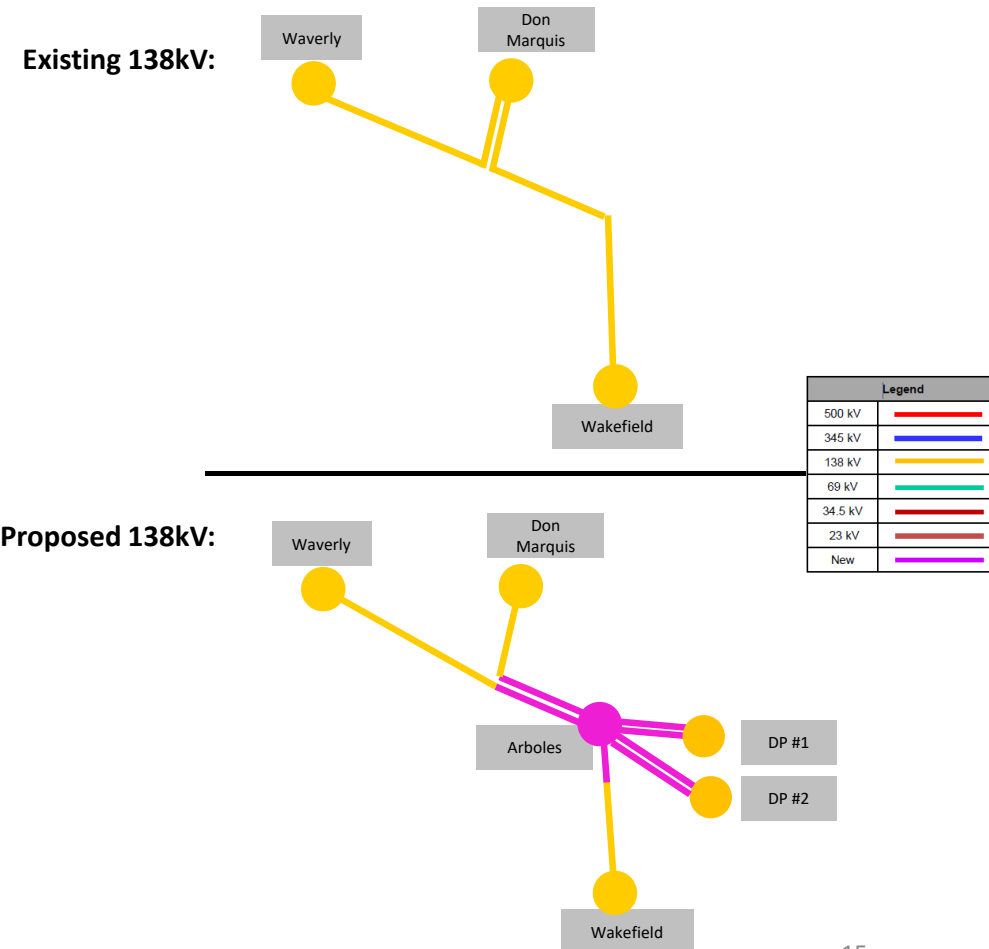 Existing 138kV:
Waverly
Don
Marquis
Wakefield
Legend
500 kV
345 kV
138 kV
69 kV
34.5 kV
23 kV
New
Proposed 138kV:
Waverly
Don
Marquis
Arboles
DP #1
DP #2
Wakefield
15